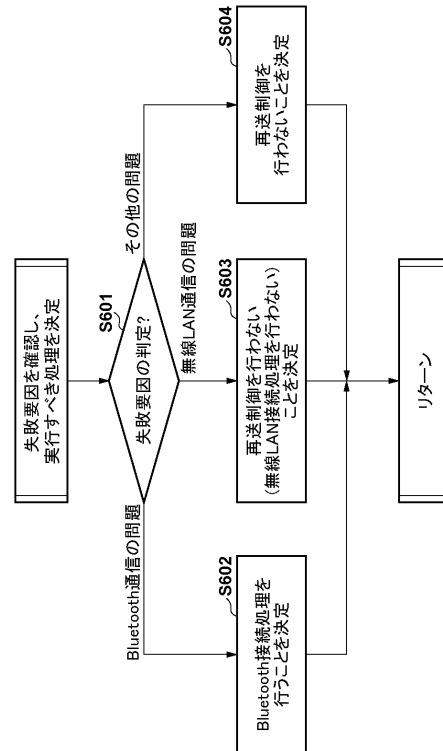 失敗要因を確認し、
実行すべき処理を決定
S601
失敗要因の判定?
Bluetooth通信の問題
無線LAN通信の問題
その他の問題
S602
Bluetooth接続処理を
行うことを決定
S603
再送制御を行わない
(無線LAN接続処理を行わない)
ことを決定
S604
再送制御を
行わないことを決定
リターン